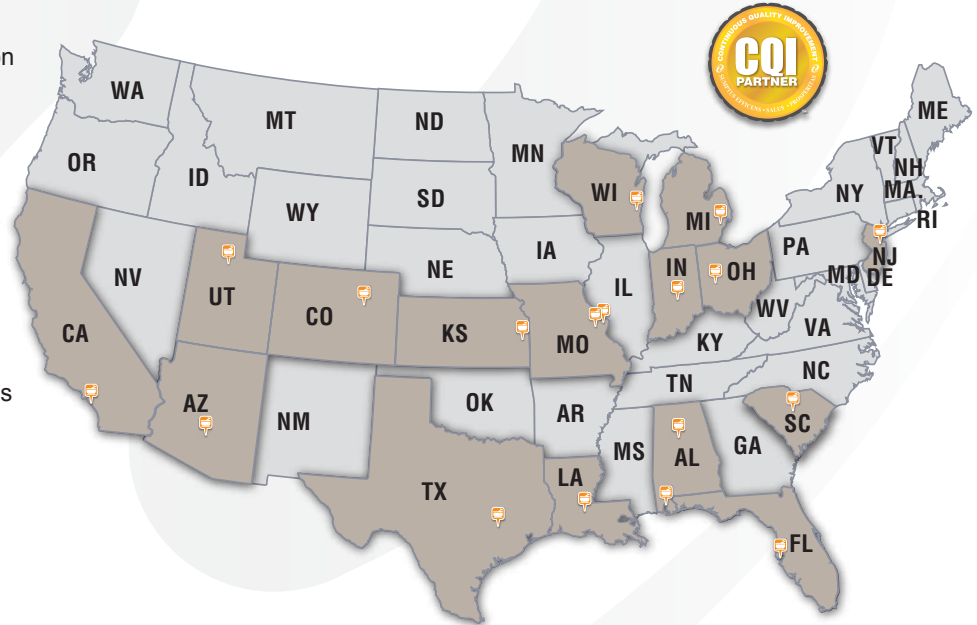 on
s
CONTINUOUS QUALITY IMPROVEMENT
CQI
PARTNER
WA
OR
ID
MT
ND
MN
SD
WY
NE
IA
WI
MI
IL
IN
OH
PA
NY
VT
NH
MA.
ME
RI
NJ
MD
DE
WV
VA
KY
NC
TN
SC
GA
AL
MS
FL
LA
AR
MO
KS
OK
TX
NM
CO
UT
AZ
NV
CA